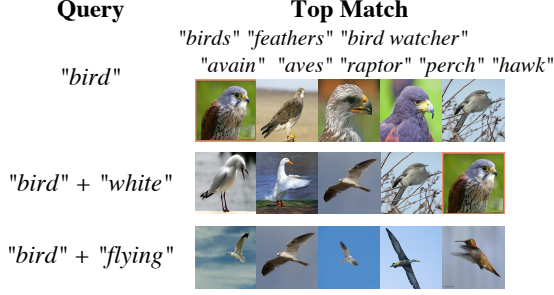 Query Top Match
"birds" "feathers" "bird watcher"
"avain" "aves" "raptor" "perch" "hawk"
"bird"
"bird" + "white"
"bird" + "flying"